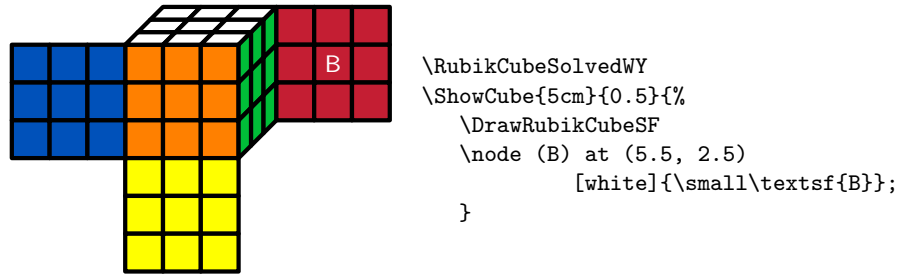 B
\RubikCubeSolvedWY
\ShowCube{5cm}{0.5}{%
\DrawRubikCubeSF
\node (B) at (5.5, 2.5)
[white]{\small\textsf{B}};
}